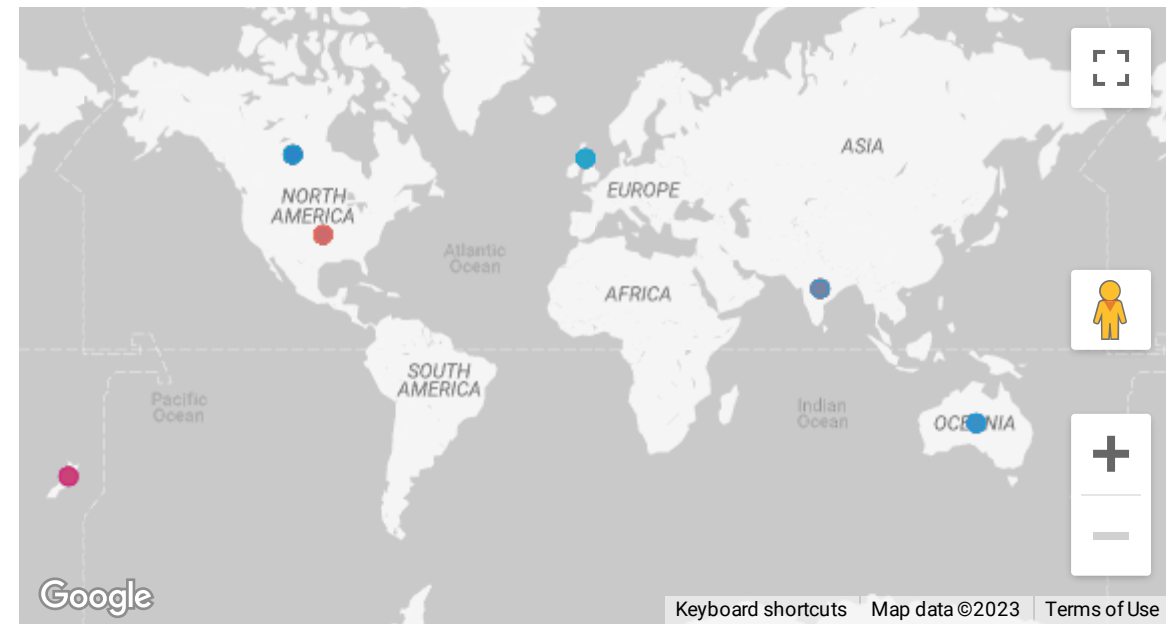 ASIA
NORTH
AMERICA
EUROPE
Atlantic
Ocean
AFRICA
SOUTH
AMERICA
Pacific
Ocean
Indian
Ocean
OCEANIA
Google
Keyboard shortcuts
Map data ©2023
Terms of Use